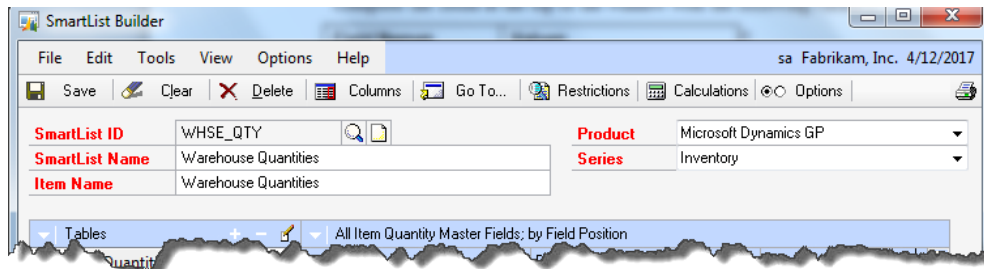 SmartList Builder
File Edit Tools View Options Help sa Fabrikam, Inc. 4/12/2017
Save Clear Delete Columns Go To... Restrictions Calculations Options
SmartList ID WHSE_QTY Product Microsoft Dynamics GP
SmartList Name Warehouse Quantities Series Inventory
Item Name Warehouse Quantities
Tables All Item Quantity Master Fields; by Field Position